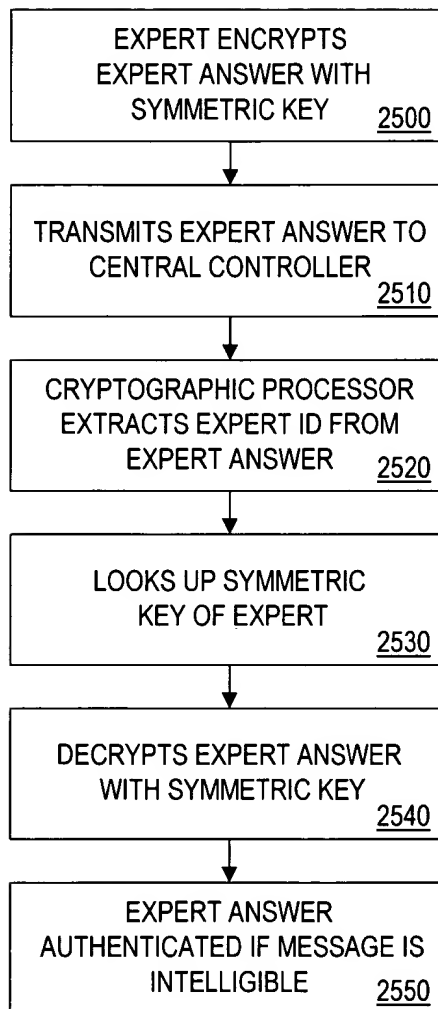 EXPERT ENCRYPTS
EXPERT ANSWER WITH
SYMMETRIC KEY
2500
TRANSMITS EXPERT ANSWER TO
CENTRAL CONTROLLER
2510
CRYPTOGRAPHIC PROCESSOR
EXTRACTS EXPERT ID FROM
EXPERT ANSWER
2520
LOOKS UP SYMMETRIC
KEY OF EXPERT
2530
DECRYPTS EXPERT ANSWER
WITH SYMMETRIC KEY
2540
EXPERT ANSWER
AUTHENTICATED IF MESSAGE IS
INTELLIGIBLE
2550